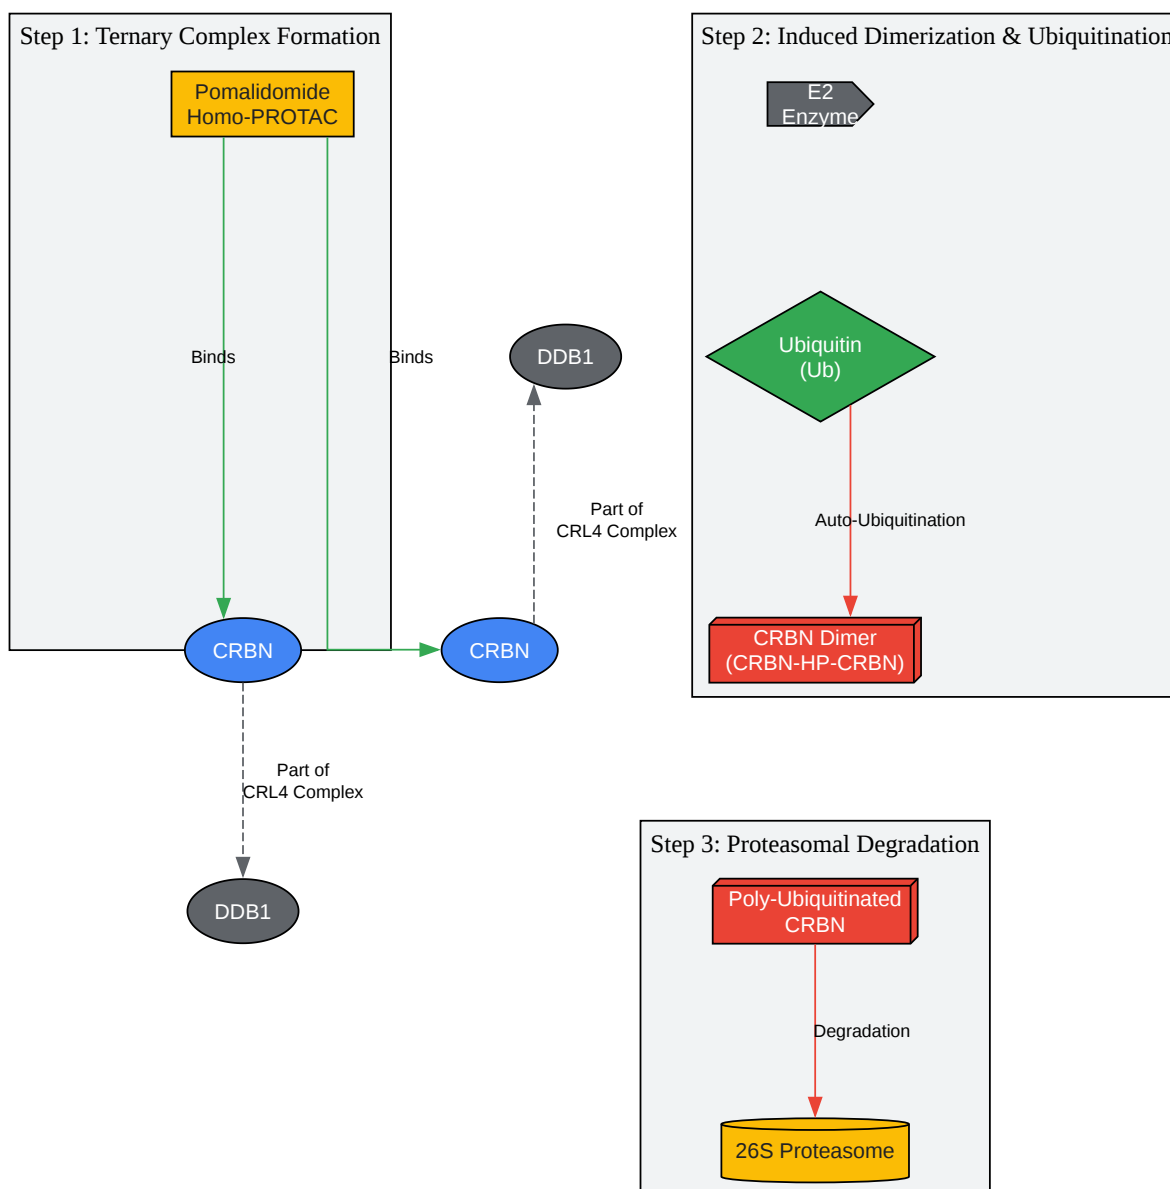 Step 1: Ternary Complex Formation
Pomalidomide
Homo-PROTAC
Binds
Binds
DDB1
Part of
CRL4 Complex
CRBN
CRBN
Part of
CRL4 Complex
DDB1
Step 2: Induced Dimerization & Ubiquitination
E2
Enzyme
Ubiquitin
(Ub)
Auto-Ubiquitination
CRBN Dimer
(CRBN-HP-CRBN)
Step 3: Proteasomal Degradation
Poly-Ubiquitinated
CRBN
Degradation
26S Proteasome